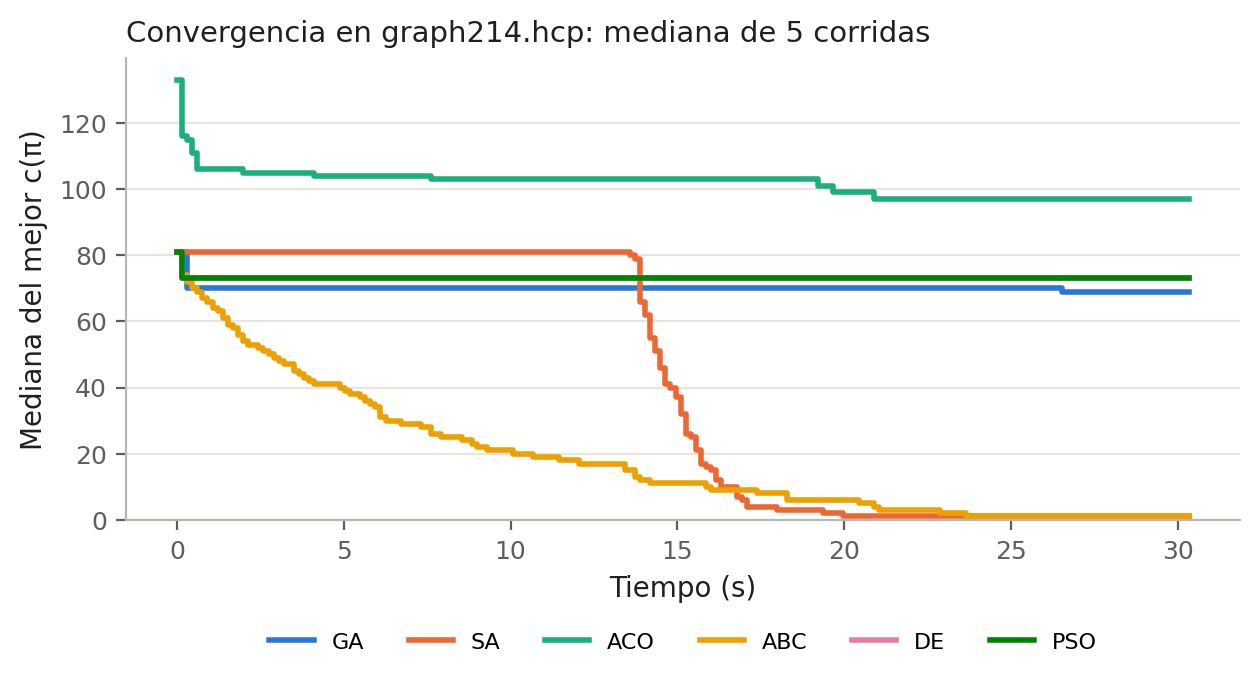 Convergencia en graph214.hcp: mediana de 5 corridas
Mediana del mejor c(π)
120
100
80
60
40
20
0
0 5 10 15 20 25 30
Tiempo (s)
GA SA ACO ABC DE PSO